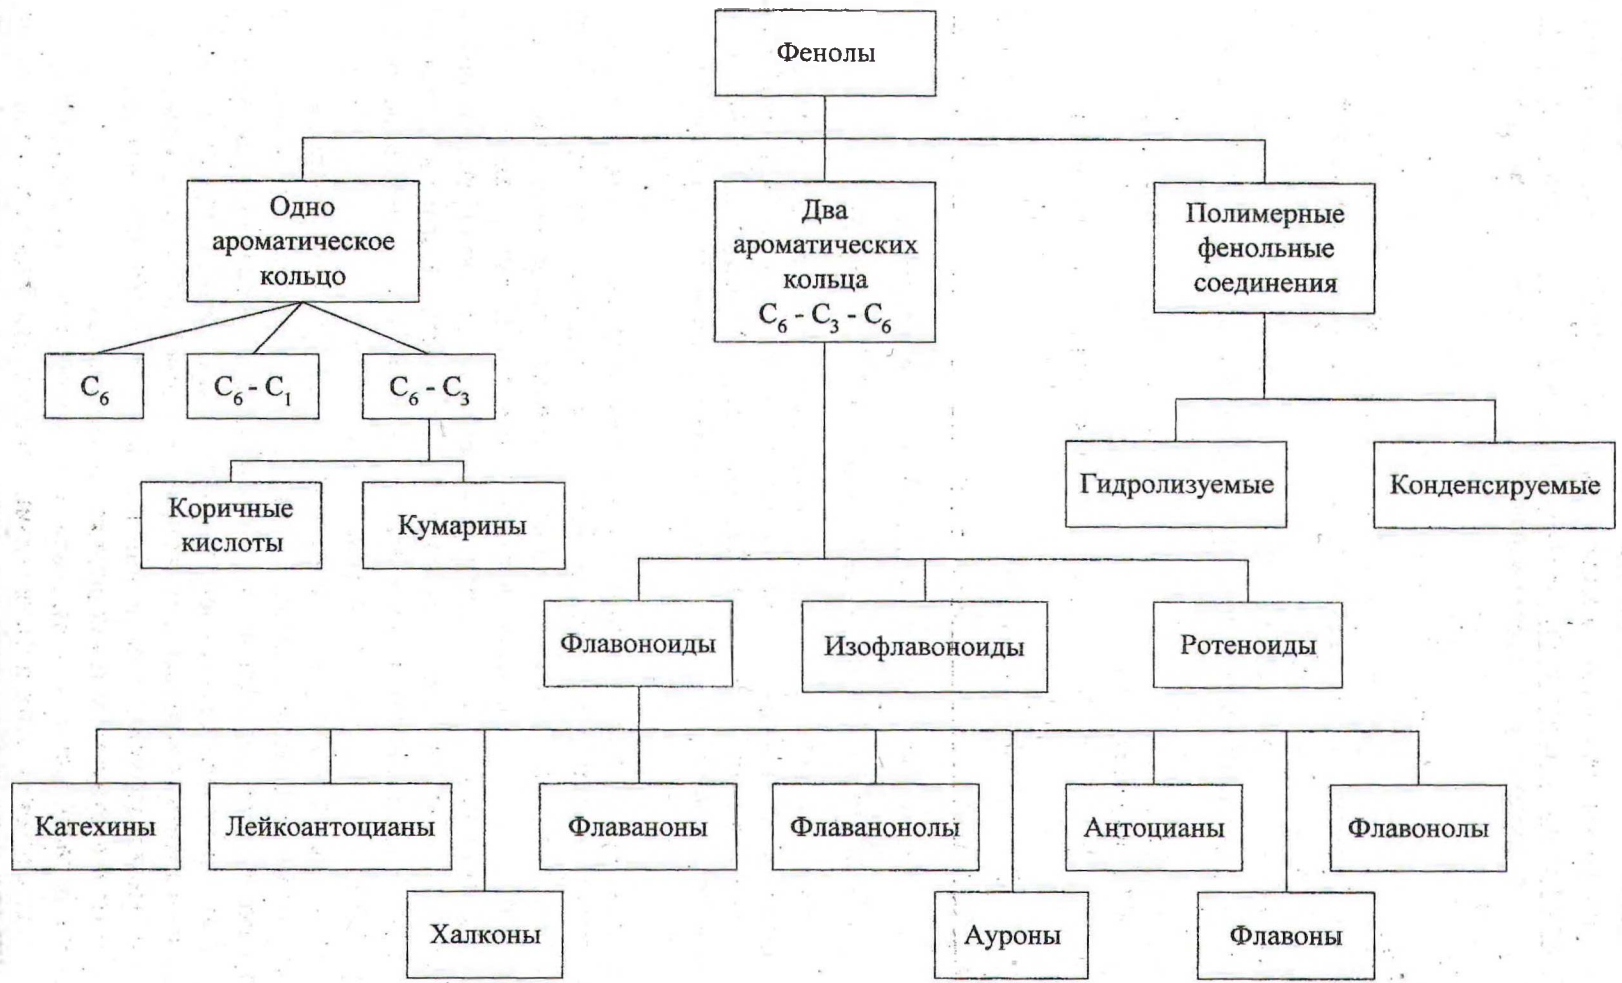 Фенолы
Одно
ароматическое
кольцо
Два
ароматических
кольца
C₆ - C₃ - C₆
Полимерные
фенольные
соединения
C₆
C₆ - C₁
C₆ - C₃
Гидролизуемые
Конденсируемые
Коричные
кислоты
Кумарины
Флавоноиды
Изофлавоноиды
Ротеноиды
Катехины
Лейкоантоцианы
Флаваноны
Флаванонолы
Антоцианы
Флавонолы
Халконы
Ауроны
Флавоны